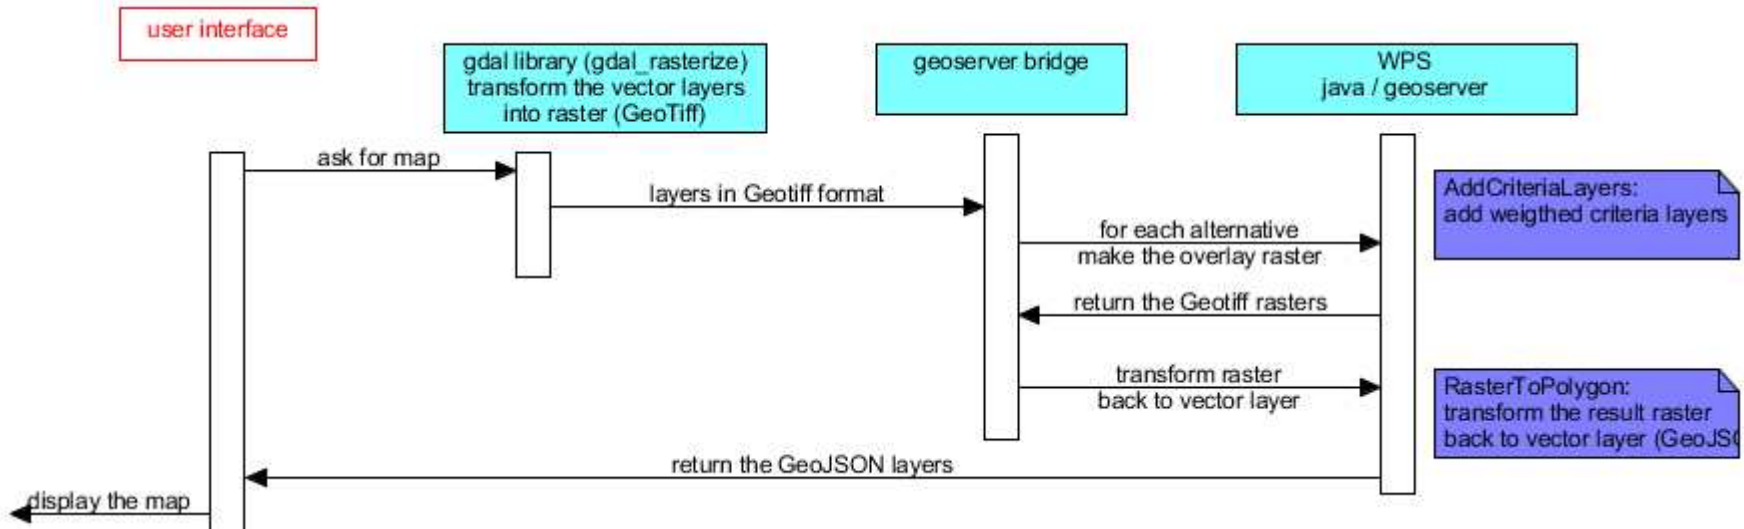 user interface
gdal library (gdal_rasterize)
transform the vector layers
into raster (GeoTiff)
geoserver bridge
WPS
java / geoserver
ask for map
layers in Geotiff format
for each alternative
make the overlay raster
AddCriteriaLayers:
add weigthed criteria layers
return the Geotiff rasters
transform raster
back to vector layer
RasterToPolygon:
transform the result raster
back to vector layer (GeoJSO
return the GeoJSON layers
display the map